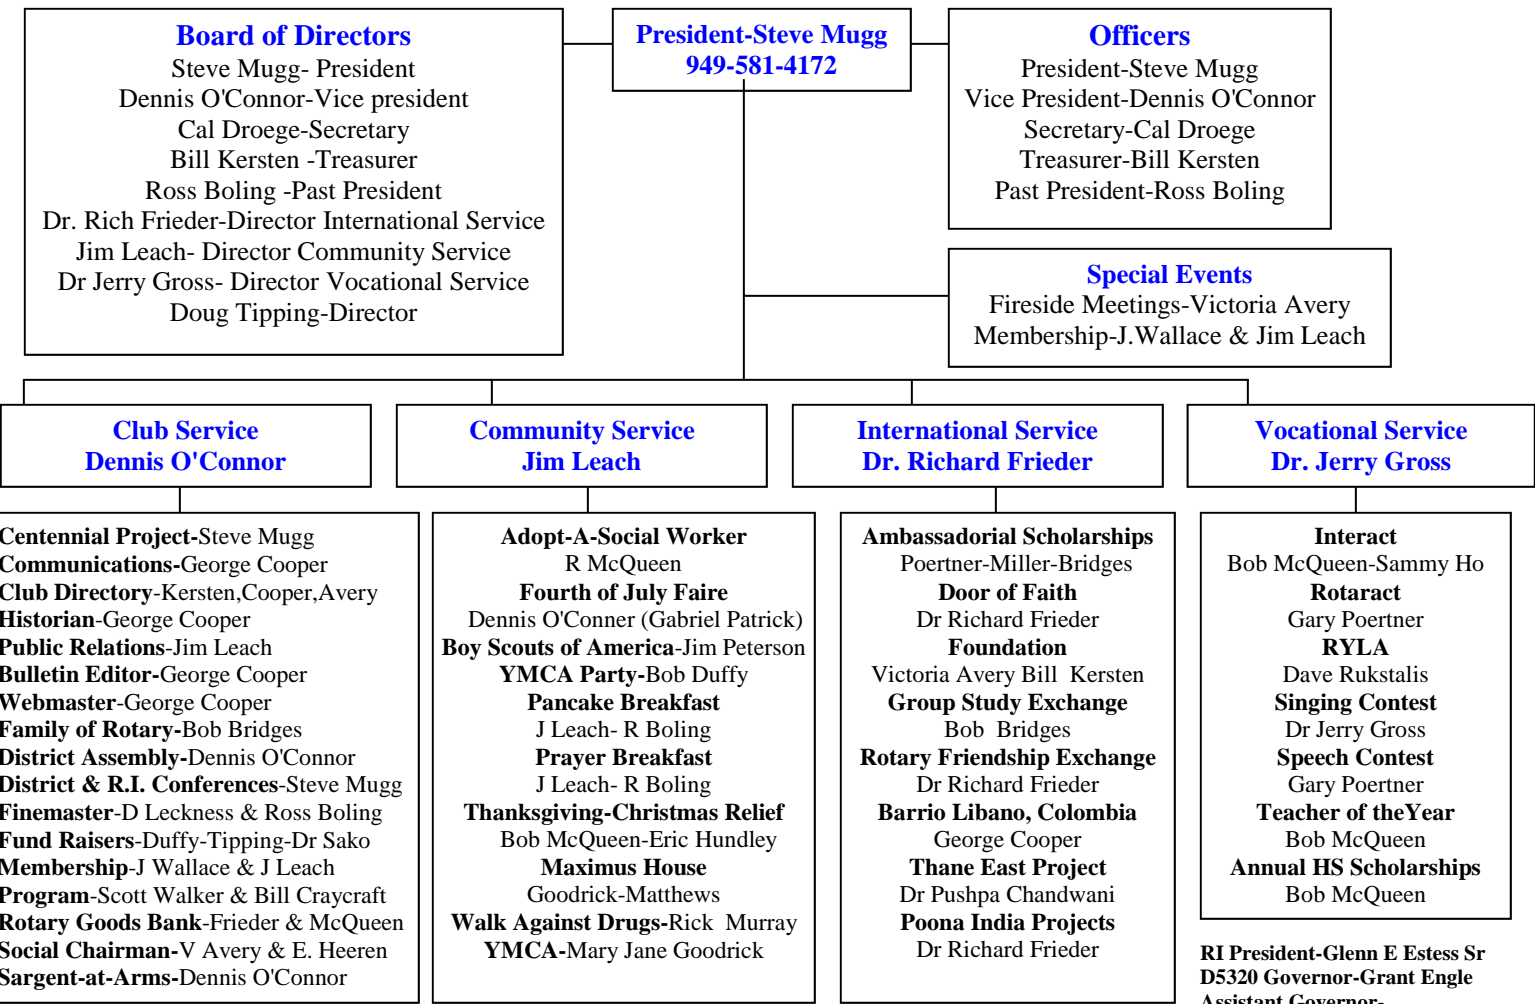 Board of Directors
Steve Mugg- President
Dennis O'Connor-Vice president
Cal Droege-Secretary
Bill Kersten -Treasurer
Ross Boling -Past President
Dr. Rich Frieder-Director International Service
Jim Leach- Director Community Service
Dr Jerry Gross- Director Vocational Service
Doug Tipping-Director
President-Steve Mugg
949-581-4172
Officers
President-Steve Mugg
Vice President-Dennis O'Connor
Secretary-Cal Droege
Treasurer-Bill Kersten
Past President-Ross Boling
Special Events
Fireside Meetings-Victoria Avery
Membership-J.Wallace & Jim Leach
Club Service
Dennis O'Connor
Community Service
Jim Leach
International Service
Dr. Richard Frieder
Vocational Service
Dr. Jerry Gross
Centennial Project-Steve Mugg
Communications-George Cooper
Club Directory-Kersten,Cooper,Avery
Historian-George Cooper
Public Relations-Jim Leach
Bulletin Editor-George Cooper
Webmaster-George Cooper
Family of Rotary-Bob Bridges
District Assembly-Dennis O'Connor
District & R.I. Conferences-Steve Mugg
Finemaster-D Leckness & Ross Boling
Fund Raisers-Duffy-Tipping-Dr Sako
Membership-J Wallace & J Leach
Program-Scott Walker & Bill Craycraft
Rotary Goods Bank-Frieder & McQueen
Social Chairman-V Avery & E. Heeren
Sargent-at-Arms-Dennis O'Connor
Adopt-A-Social Worker
R McQueen
Fourth of July Faire
Dennis O'Conner (Gabriel Patrick)
Boy Scouts of America-Jim Peterson
YMCA Party-Bob Duffy
Pancake Breakfast
J Leach- R Boling
Prayer Breakfast
J Leach- R Boling
Thanksgiving-Christmas Relief
Bob McQueen-Eric Hundley
Maximus House
Goodrick-Matthews
Walk Against Drugs-Rick Murray
YMCA-Mary Jane Goodrick
Ambassadorial Scholarships
Poertner-Miller-Bridges
Door of Faith
Dr Richard Frieder
Foundation
Victoria Avery Bill Kersten
Group Study Exchange
Bob Bridges
Rotary Friendship Exchange
Dr Richard Frieder
Barrio Libano, Colombia
George Cooper
Thane East Project
Dr Pushpa Chandwani
Poona India Projects
Dr Richard Frieder
Interact
Bob McQueen-Sammy Ho
Rotaract
Gary Poertner
RYLA
Dave Rukstalis
Singing Contest
Dr Jerry Gross
Speech Contest
Gary Poertner
Teacher of theYear
Bob McQueen
Annual HS Scholarships
Bob McQueen
RI President-Glenn E Estess Sr
D5320 Governor-Grant Engle
Assistant Governor-